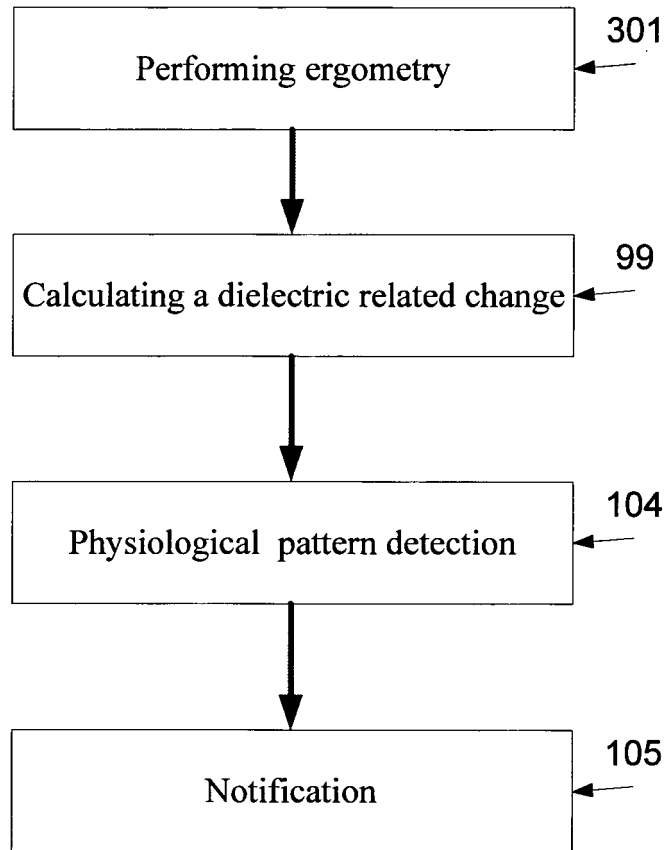 301
Performing ergometry
99
Calculating a dielectric related change
104
Physiological pattern detection
105
Notification